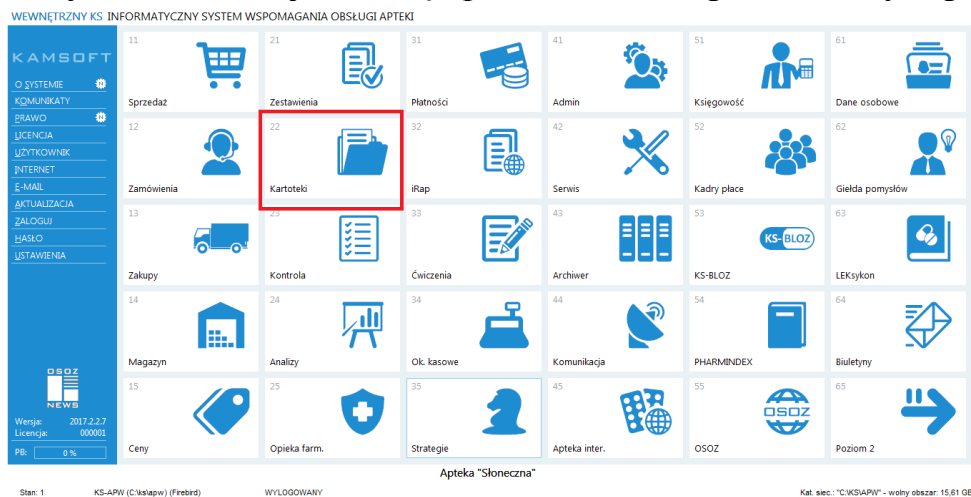 WEWNĘTRZNY KS INFORMATYCZNY SYSTEM WSPOMAGANIA OBSŁUGI APTEKI
KAMSOFT
O SYSTEMIE N
KOMUNIKATY
PRAWO N
LICENCJA
UŻYTKOWNIK
INTERNET
E-MAIL
AKTUALIZACJA
ZALOGUJ
HASŁO
USTAWIENIA
OSOZ
NEWS
Wersja: 2017.2.2.7
Licencja: 000001
PB: 0 %
11 21 31 41 51 61
Sprzedaż Zestawienia Płatności Admin Księgowość Dane osobowe
12 22 32 42 52 62
Zamówienia Kartoteki iRap Serwis Kadry płace Giełda pomysłów
13 23 33 43 53 63
KS-BLOZ
Zakupy Kontrola Ćwiczenia Archiwer KS-BLOZ LEKsykon
14 24 34 44 54 64
Magazyn Analizy Ok. kasowe Komunikacja PHARMINDEX Biuletyny
15 25 35 45 55 65
OSOZ
Ceny Opieka farm. Strategie Apteka inter. OSOZ Poziom 2
Apteka "Słoneczna"
Stan: 1 KS-APW (C:\ks\apw) (Firebird) WYLOGOWANY Kat. siec.: "C:\KS\APW" - wolny obszar: 15,61 GB